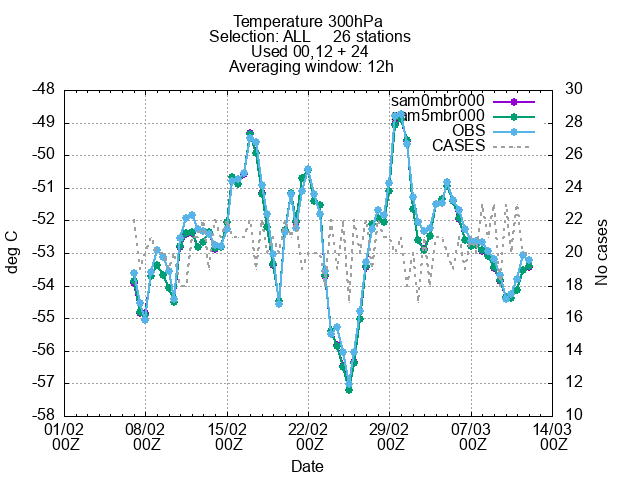 Temperature 300hPa
Selection: ALL 26 stations
Used 00,12 + 24
Averaging window: 12h
sam0mbr000
sam5mbr000
OBS
CASES
-48
-49
-50
-51
-52
-53
-54
-55
-56
-57
-58
30
28
26
24
22
20
18
16
14
12
10
deg C
No cases
01/02 08/02 15/02 22/02 29/02 07/03 14/03
00Z 00Z 00Z 00Z 00Z 00Z 00Z
Date